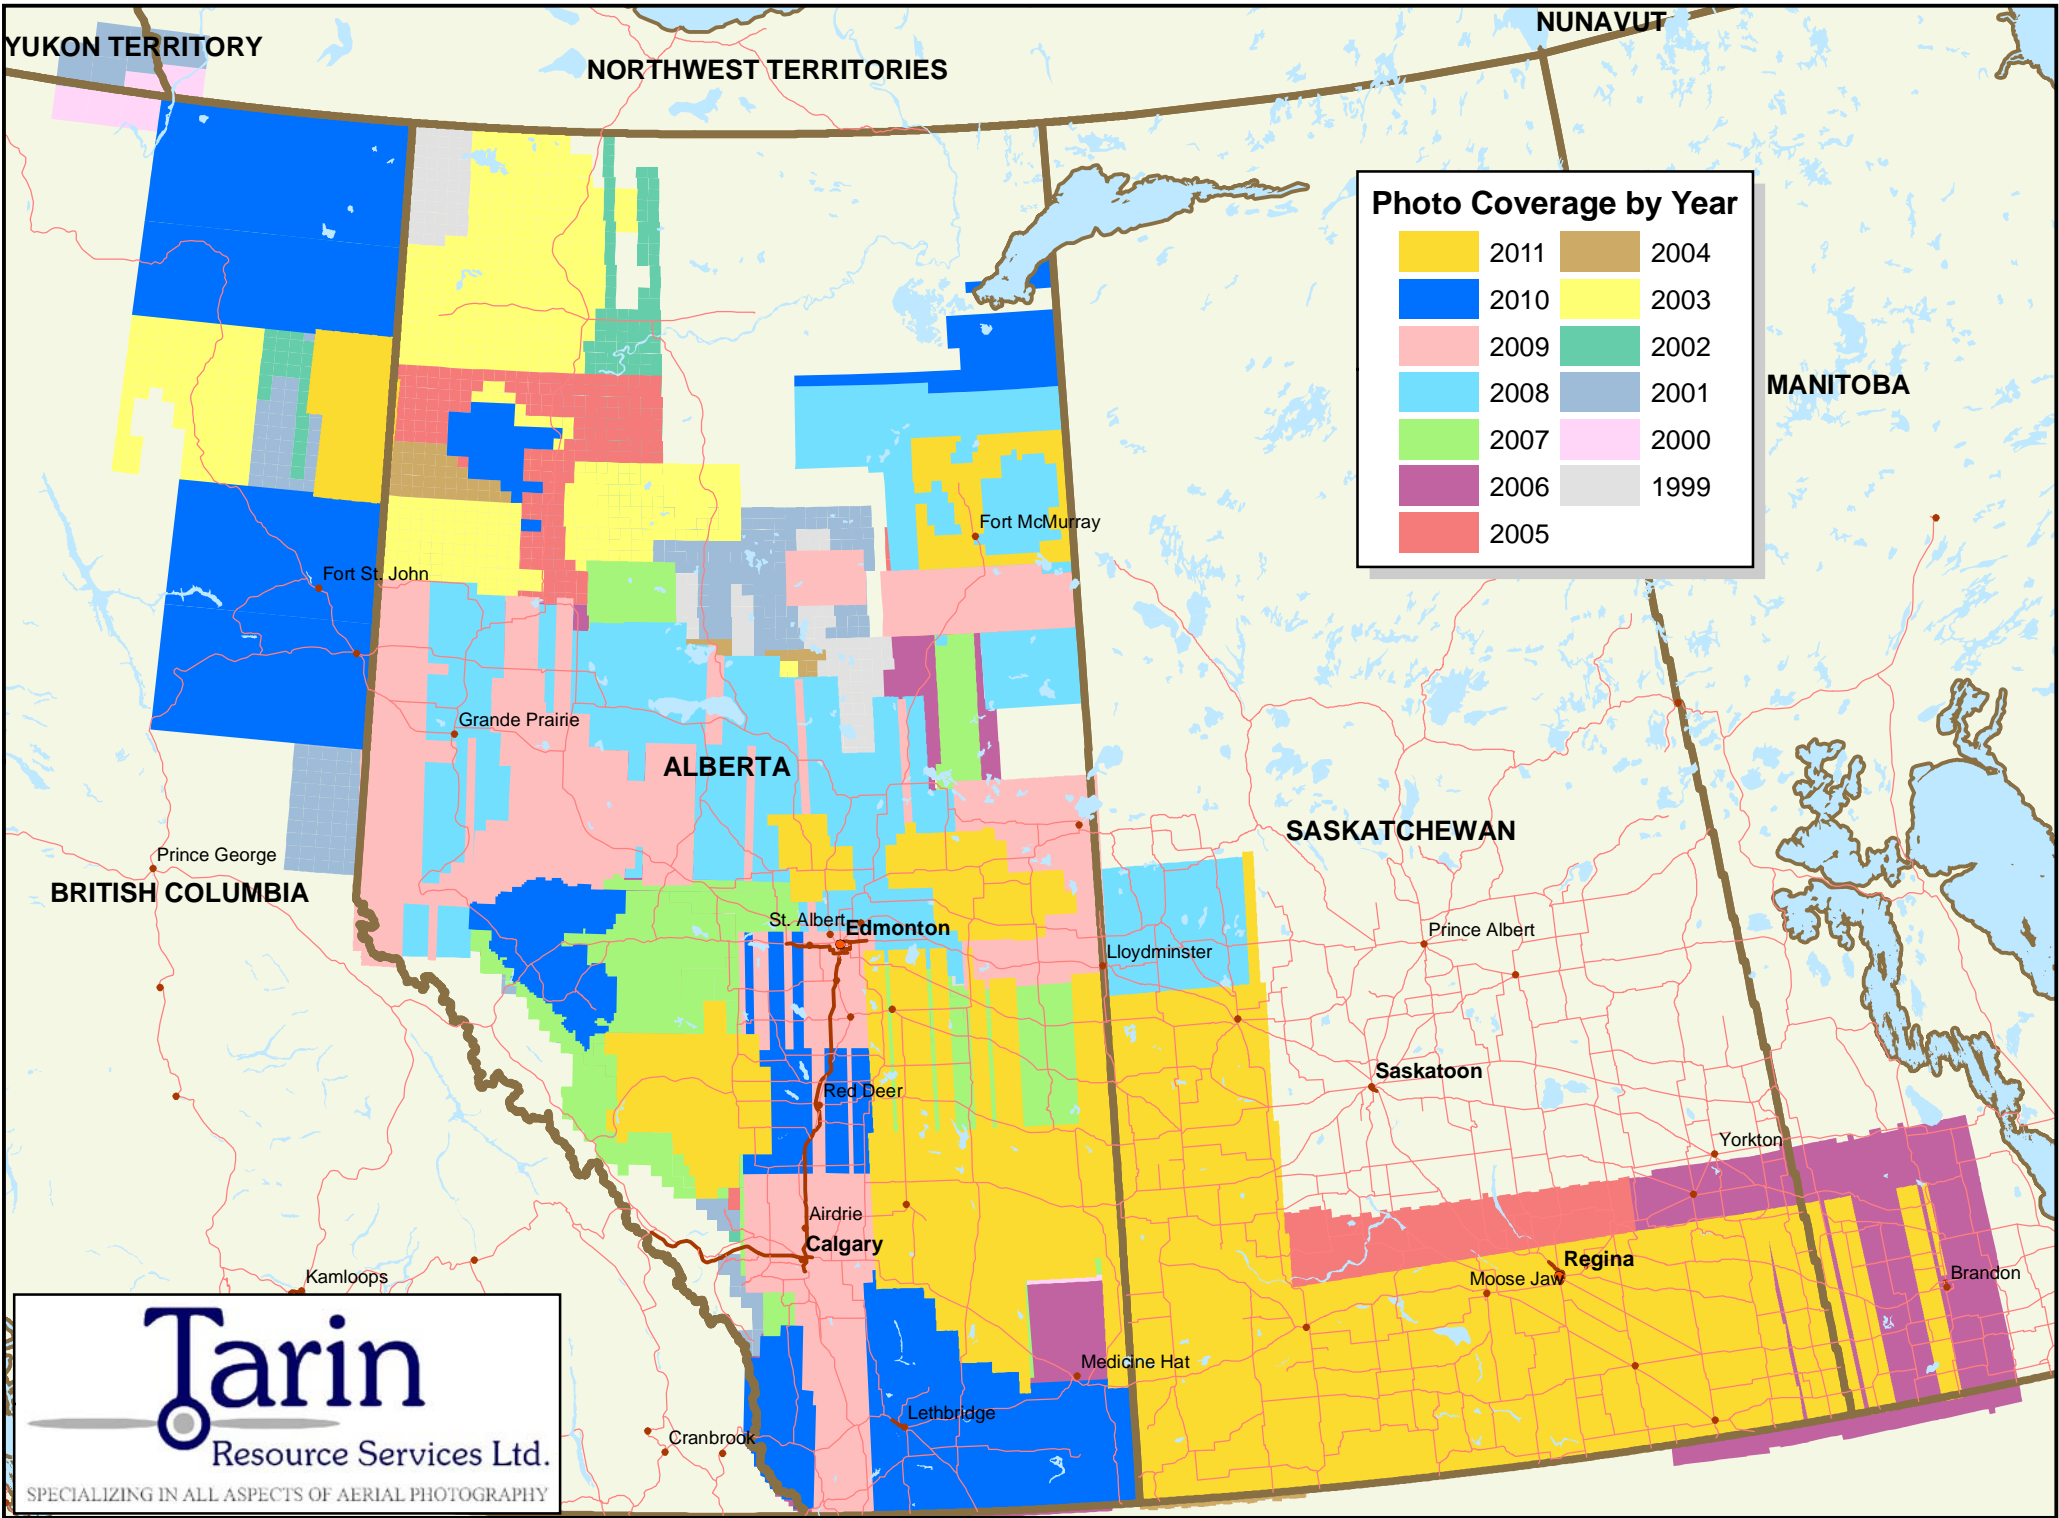 NUNAVUT
YUKON TERRITORY
NORTHWEST TERRITORIES
Photo Coverage by Year
2011 2004
2010 2003
2009 2002
2008 2001
2007 2000
2006 1999
2005
MANITOBA
Fort McMurray
Fort St. John
Grande Prairie
ALBERTA
SASKATCHEWAN
Prince George
BRITISH COLUMBIA
St. Albert
Edmonton
Prince Albert
Lloydminster
Saskatoon
Red Deer
Yorkton
Airdrie
Calgary
Regina
Kamloops
Moose Jaw
Brandon
Medicine Hat
Lethbridge
Cranbrook
Tarin
Resource Services Ltd.
SPECIALIZING IN ALL ASPECTS OF AERIAL PHOTOGRAPHY